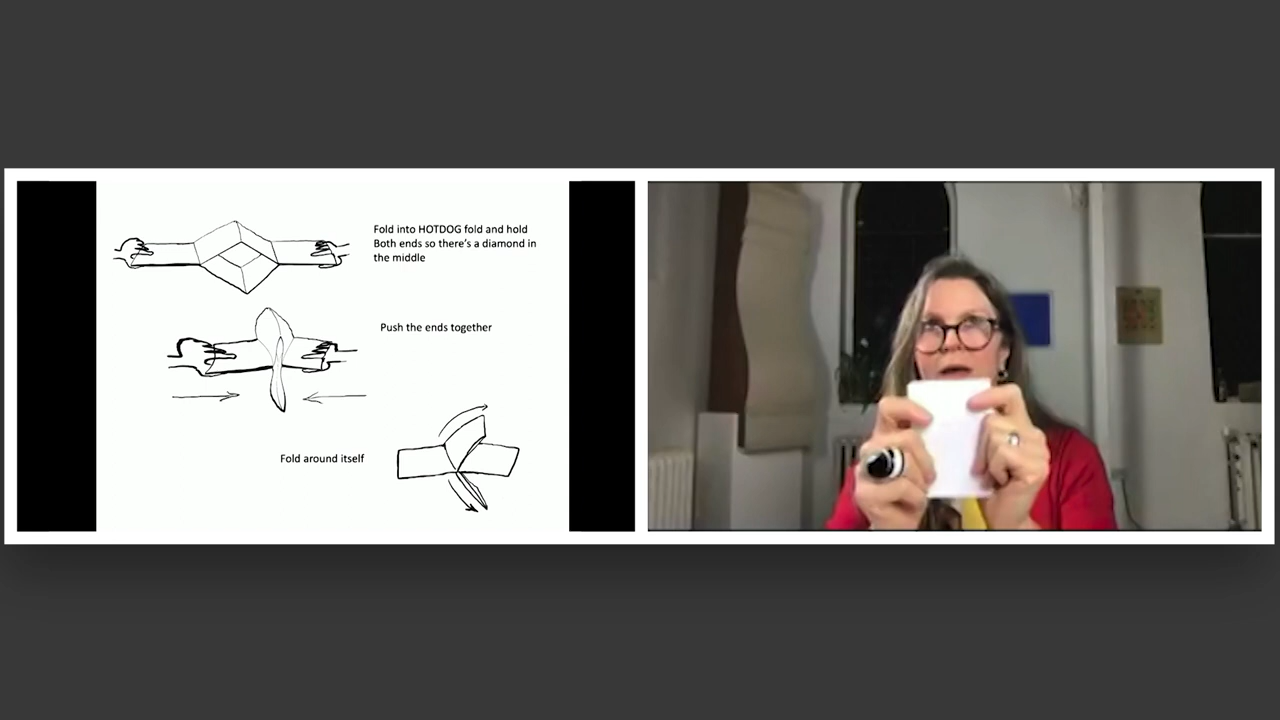 Fold into HOTDOG fold and hold
Both ends so there's a diamond in
the middle
Push the ends together
Fold around itself